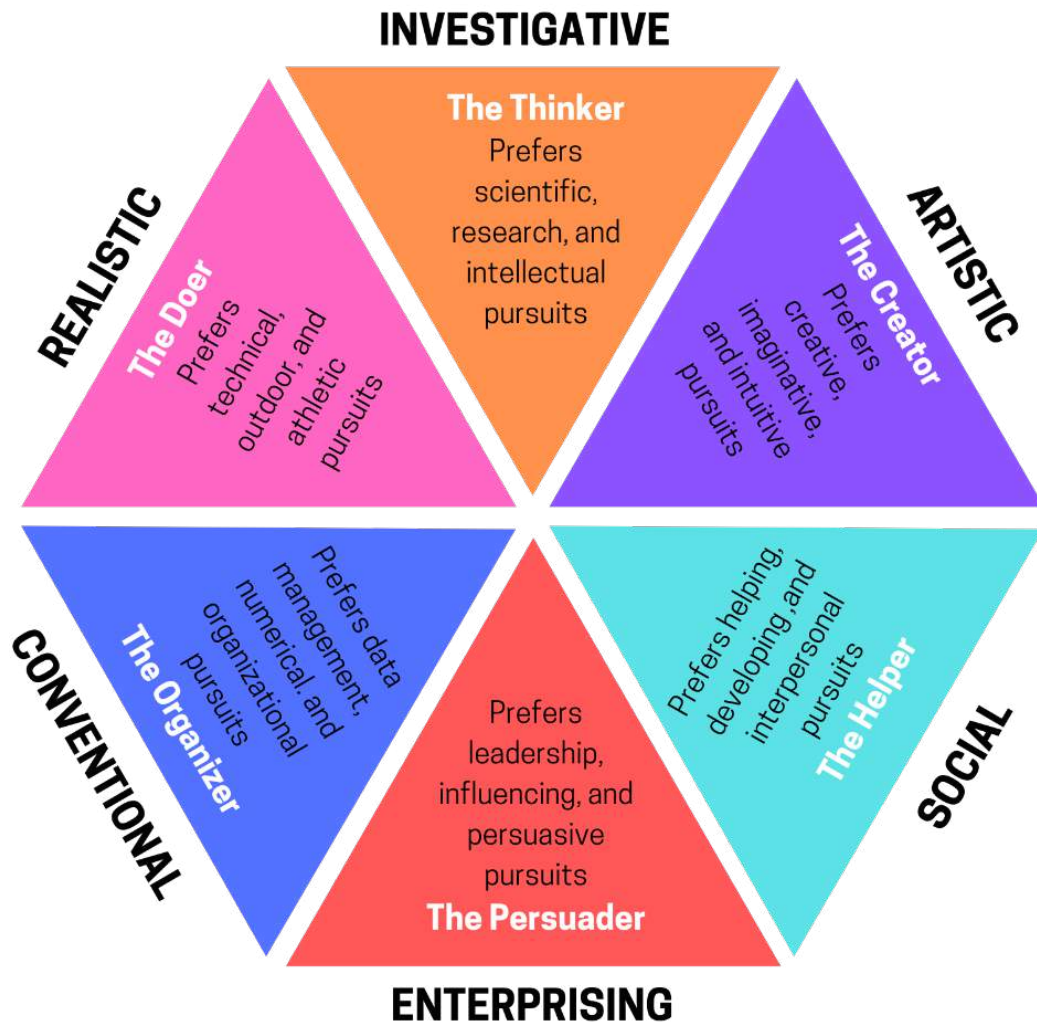 INVESTIGATIVE
The Thinker
Prefers
scientific,
research, and
intellectual
pursuits
ARTISTIC
The Creator
Prefers
creative,
imaginative,
and intuitive
pursuits
SOCIAL
Prefers helping,
developing, and
interpersonal
pursuits
The Helper
ENTERPRISING
Prefers
leadership,
influencing, and
persuasive
pursuits
The Persuader
CONVENTIONAL
Prefers data
management,
numerical. and
organizational
pursuits
The Organizer
REALISTIC
The Doer
Prefers
technical,
outdoor, and
athletic
pursuits